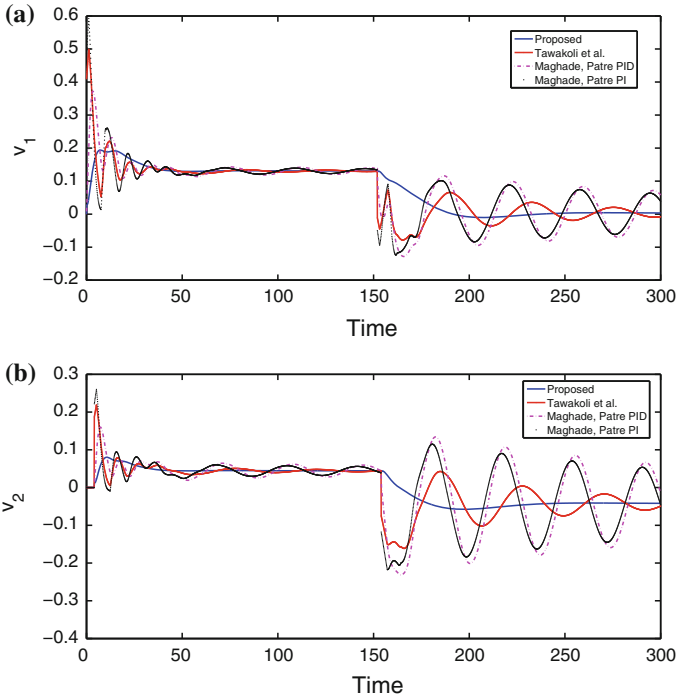 (a)
0.6
0.5
0.4
0.3
0.2
0.1
0
−0.1
−0.2
v1
0
50
100
150
200
250
300
Time
Proposed
Tawakoli et al.
Maghade, Patre PID
Maghade, Patre PI
(b)
0.3
0.2
0.1
0
−0.1
−0.2
−0.3
−0.4
v2
0
50
100
150
200
250
300
Time
Proposed
Tawakoli et al.
Maghade, Patre PID
Maghade, Patre PI